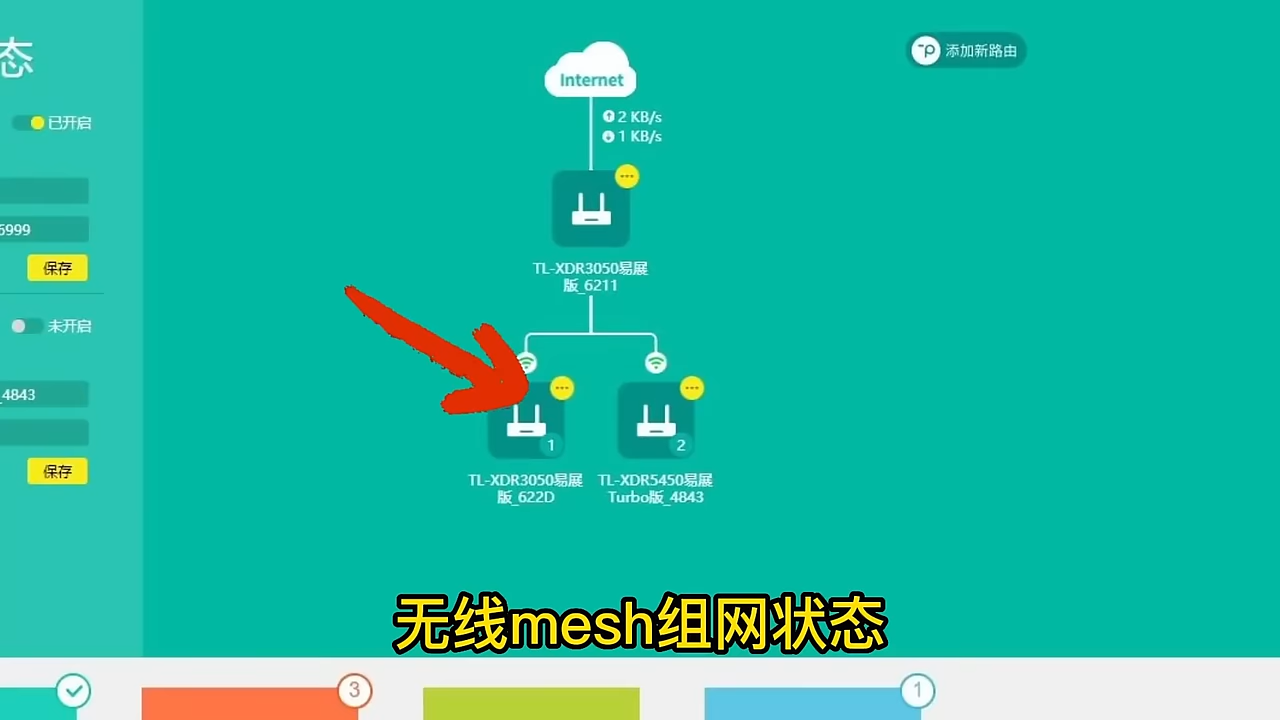 态
已开启
6999
保存
未开启
_4843
保存
Internet
2 KB/s
1 KB/s
TL-XDR3050易展
版_6211
添加新路由
1
2
TL-XDR3050易展
版_622D
TL-XDR5450易展
Turbo版_4843
无线mesh组网状态
3
1